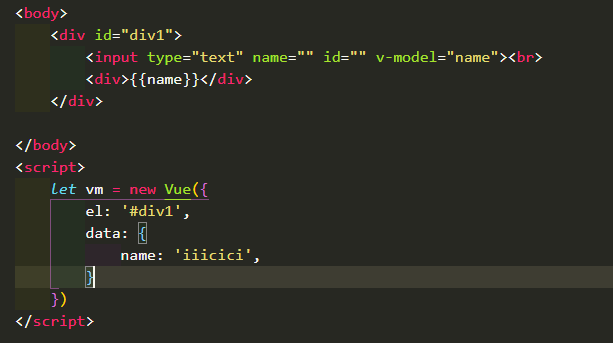 <body>
<div id="div1">
<input type="text" name="" id="" v-model="name"><br>
<div>{{name}}</div>
</div>
</body>
<script>
let vm = new Vue({
el: '#div1',
data: {
name: 'iiicici',
}
})
</script>